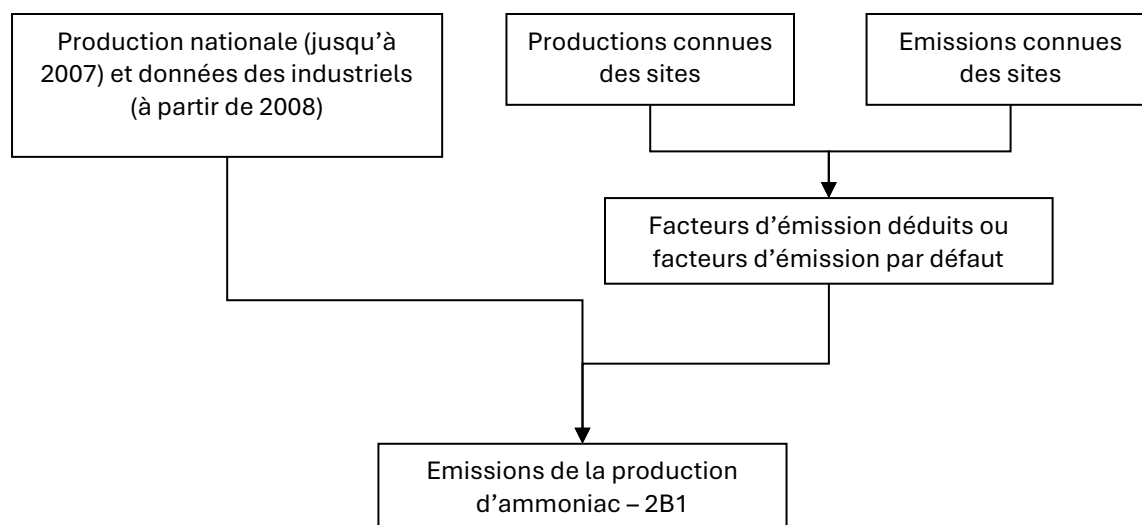 Production nationale (jusqu’à
2007) et données des industriels
(à partir de 2008)
Productions connues
des sites
Emissions connues
des sites
Facteurs d’émission déduits ou
facteurs d’émission par défaut
Emissions de la production
d’ammoniac – 2B1